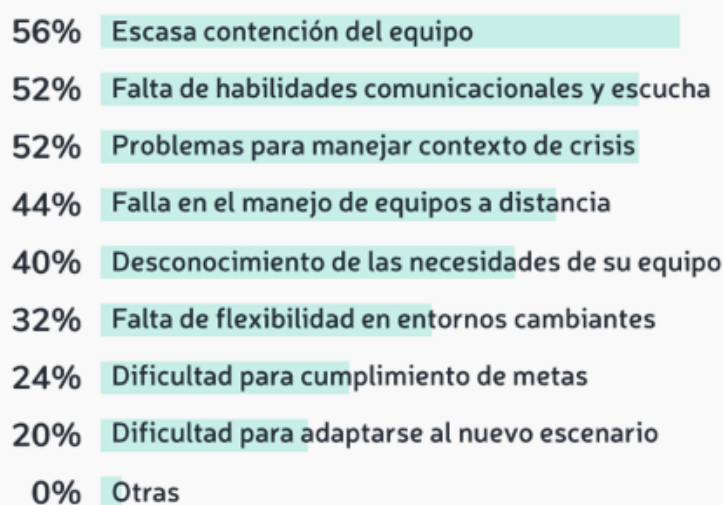 56% Escasa contención del equipo
52% Falta de habilidades comunicacionales y escucha
52% Problemas para manejar contexto de crisis
44% Falla en el manejo de equipos a distancia
40% Desconocimiento de las necesidades de su equipo
32% Falta de flexibilidad en entornos cambiantes
24% Dificultad para cumplimiento de metas
20% Dificultad para adaptarse al nuevo escenario
0% Otras